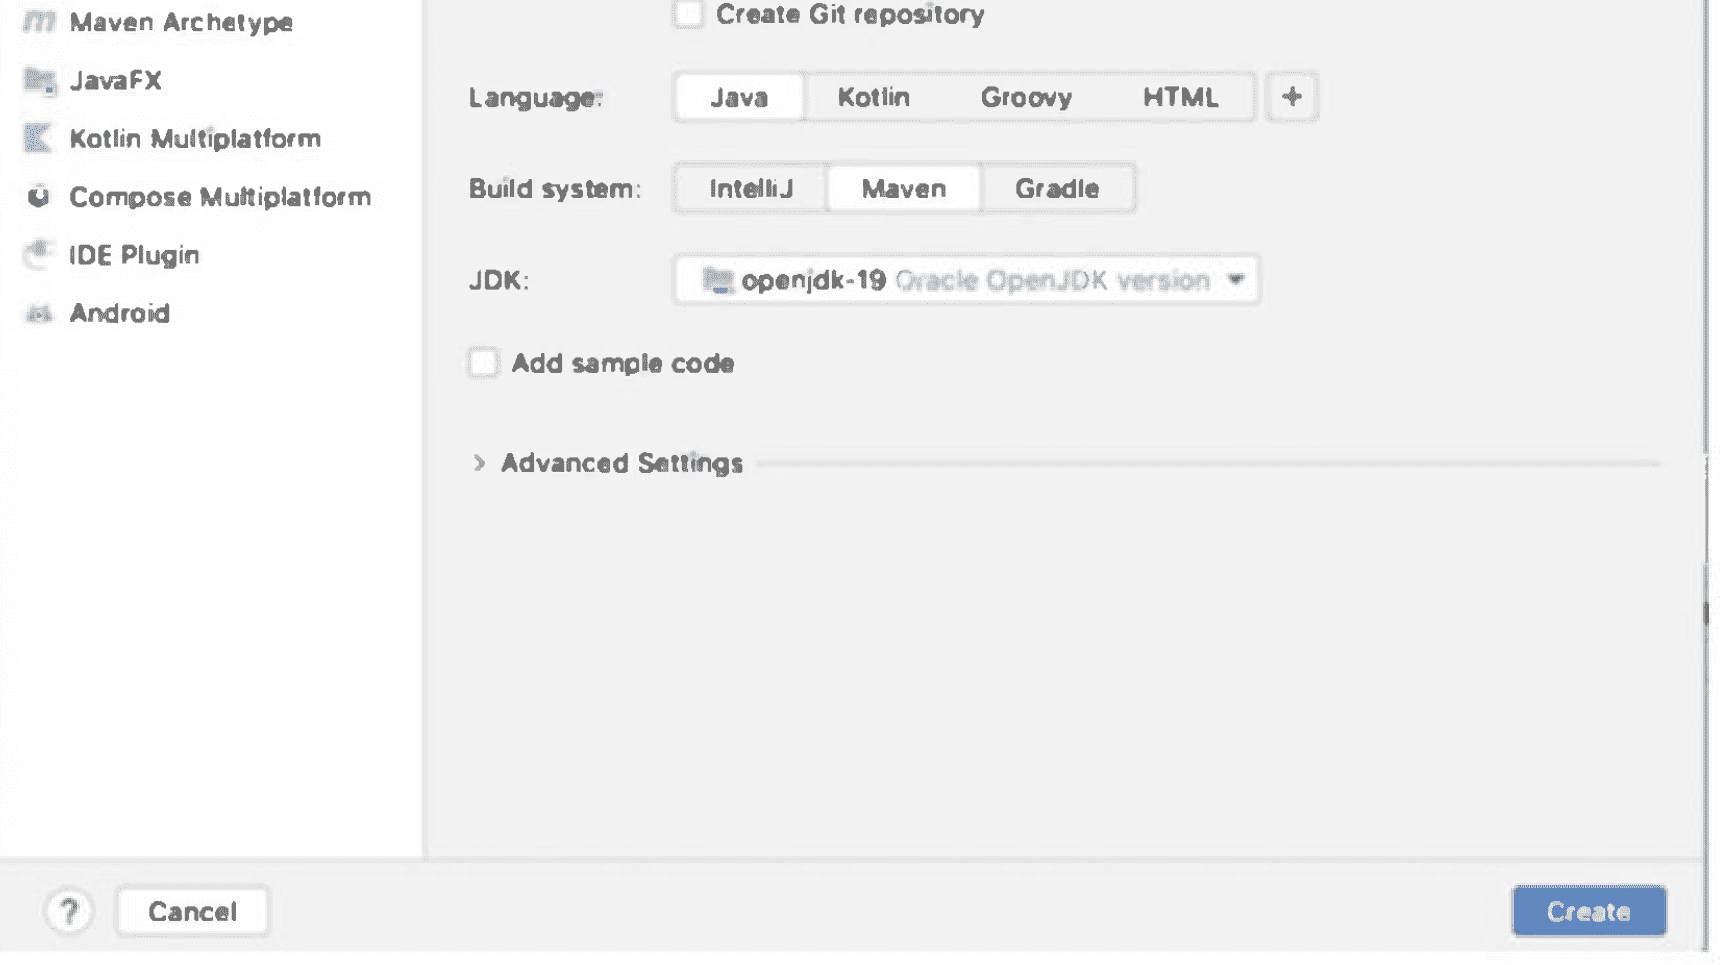 Maven Archetype
JavaFX
Kotlin Multiplatform
Compose Multiplatform
IDE Plugin
Android
Create Git repository
Language: Java Kotlin Groovy HTML +
Build system: IntelliJ Maven Gradle
JDK: openjdk-19 Oracle OpenJDK version
Add sample code
Advanced Settings
? Cancel Create